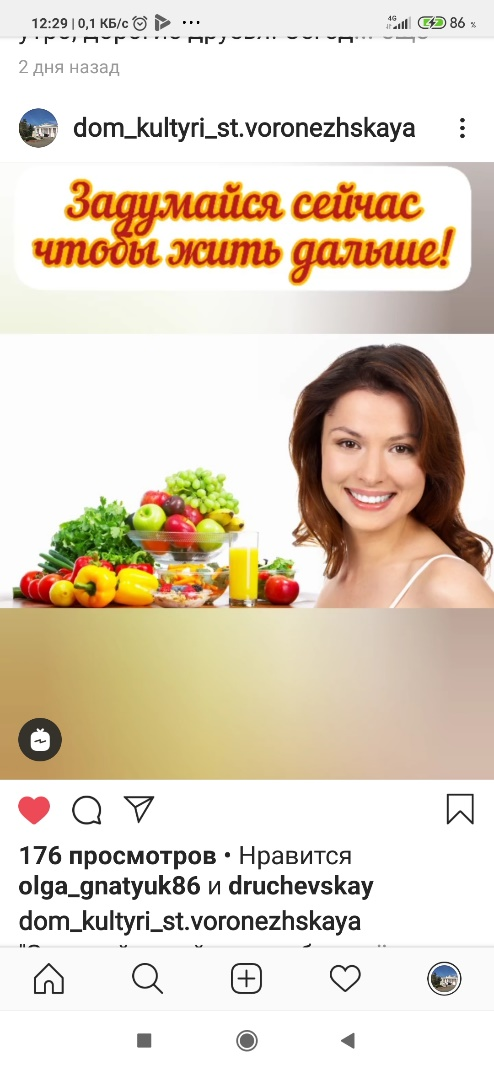 12:29 | 0,1 КБ/с
4G 86 %
2 дня назад
dom_kultyri_st.voronezhskaya
Задумайся сейчас
чтобы жить дальше!
176 просмотров • Нравится
olga_gnatyuk86 и druchevskay
dom_kultyri_st.voronezhskaya